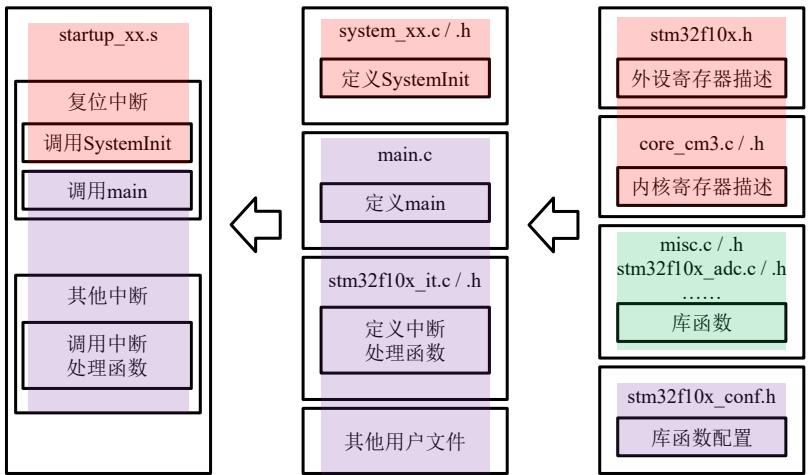 startup_xx.s
复位中断
调用SystemInit
调用main
其他中断
调用中断
处理函数
system_xx.c / .h
定义SystemInit
main.c
定义main
stm32f10x_it.c / .h
定义中断
处理函数
其他用户文件
stm32f10x.h
外设寄存器描述
core_cm3.c / .h
内核寄存器描述
misc.c / .h
stm32f10x_adc.c / .h
……
库函数
stm32f10x_conf.h
库函数配置